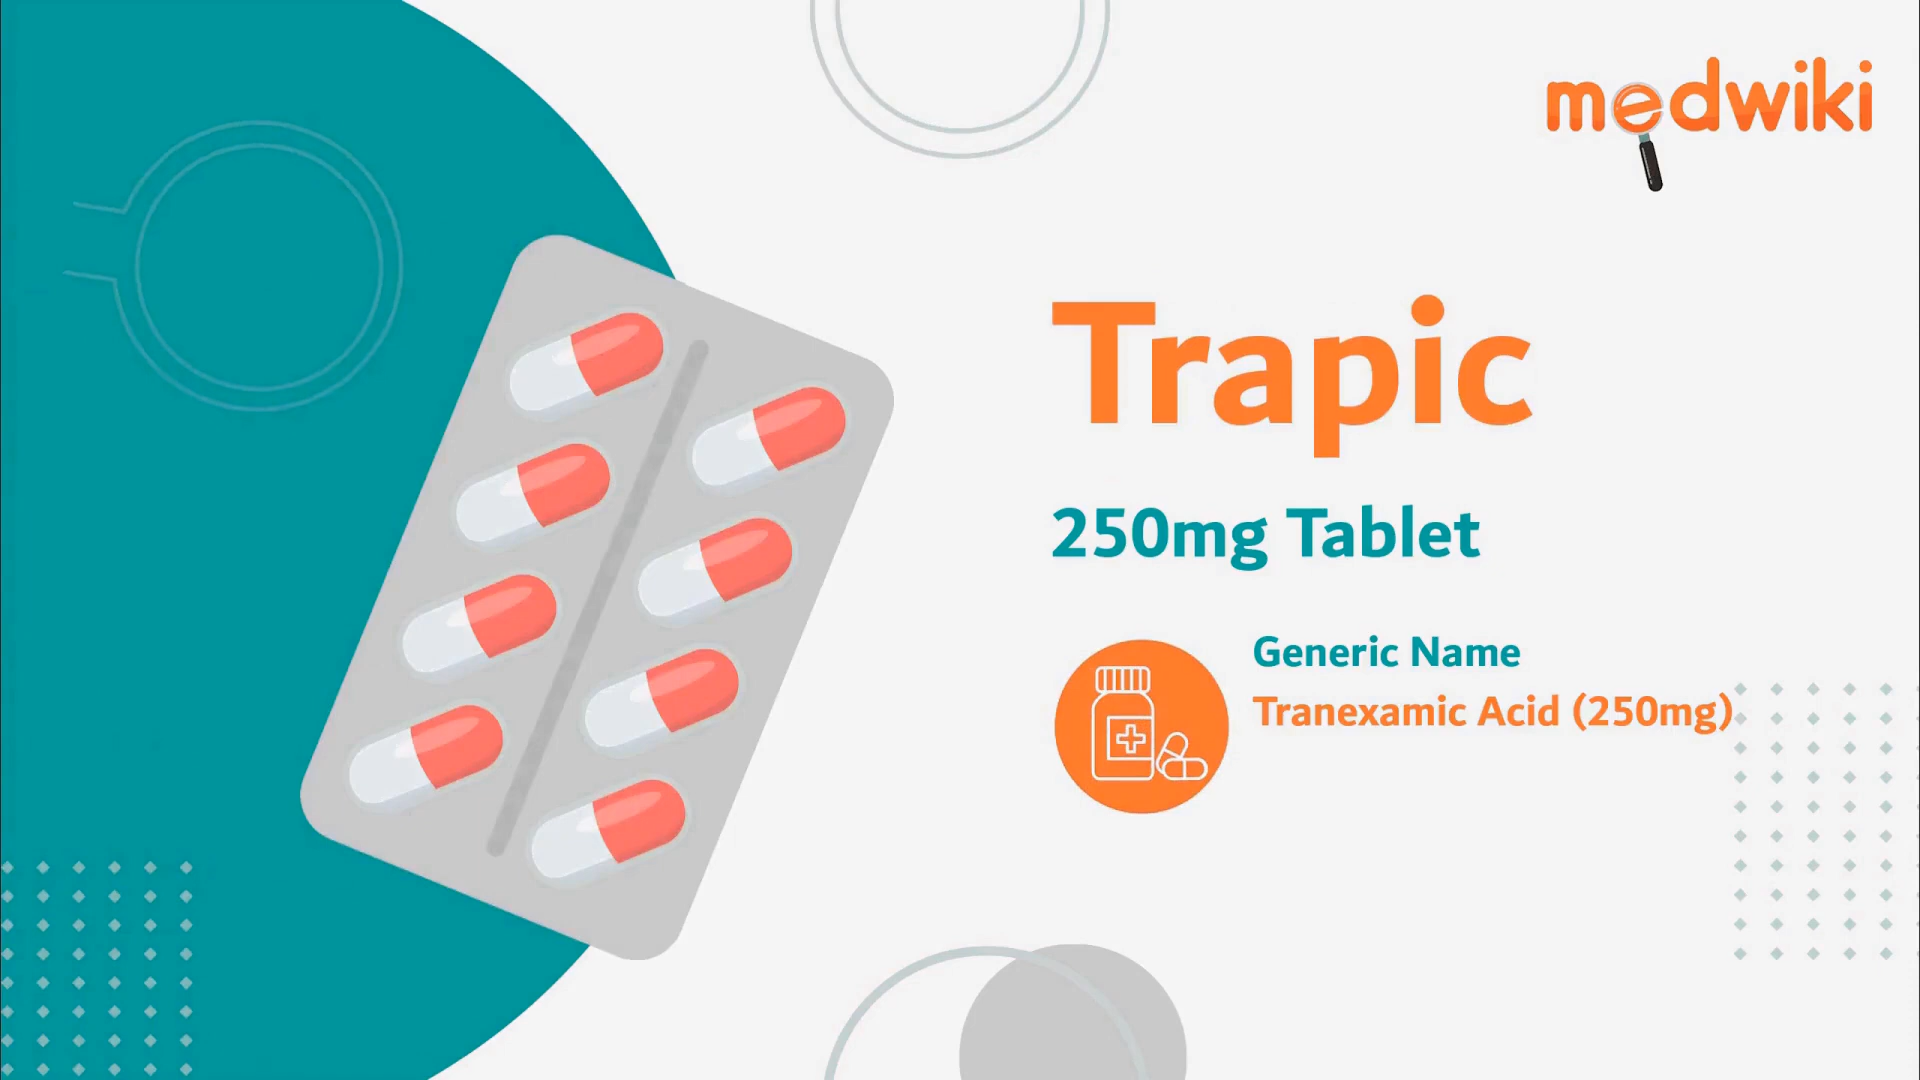 medwiki
Trapic
250mg Tablet
Generic Name
Tranexamic Acid (250mg)